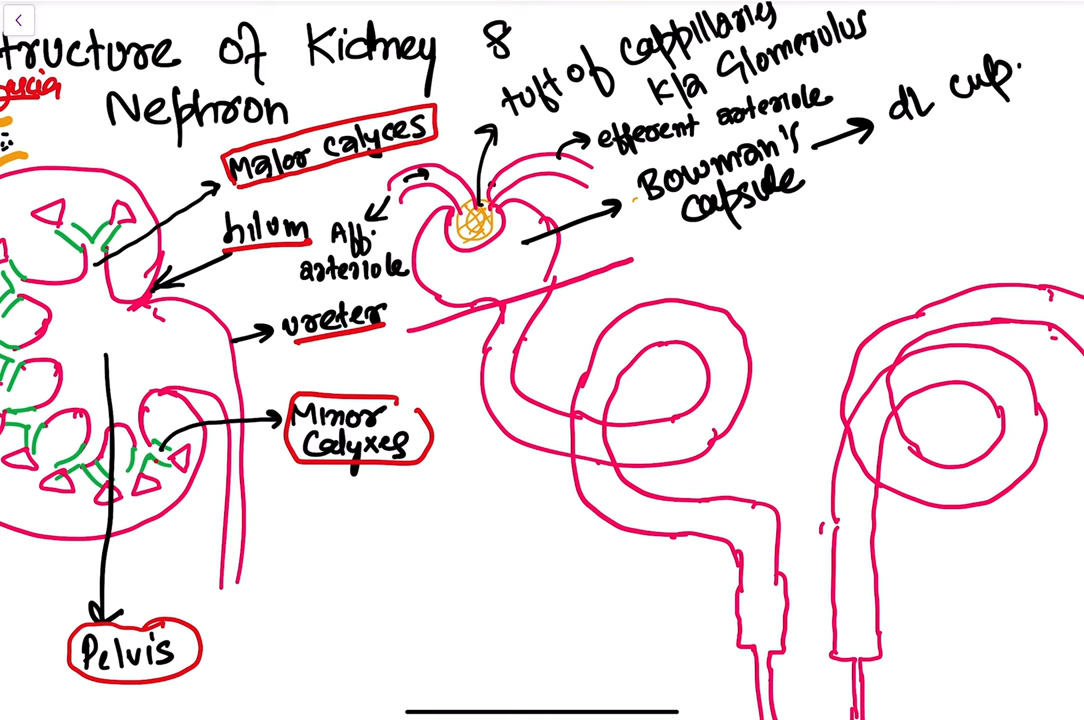 tructure of Kidney &
Nephron
Major calyces
hilum
ureter
Minor
Calyxes
Pelvis
tuft of cappillaries
K/a Glomerulus
efferent arteriole
Bowman's
capsule
dL cup.
Aff.
arteriole